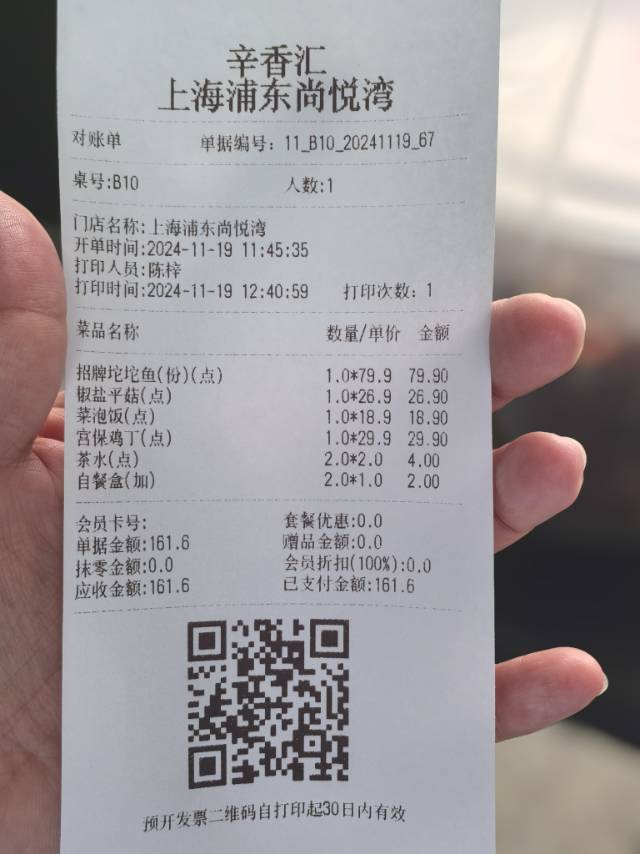 辛香汇
上海浦东尚悦湾
对账单 单据编号: 11_B10_20241119_67
桌号:B10 人数:1
门店名称:上海浦东尚悦湾
开单时间:2024-11-19 11:45:35
打印人员:陈梓
打印时间:2024-11-19 12:40:59 打印次数: 1
菜品名称 数量/单价 金额
招牌坨坨鱼(份)(点) 1.0*79.9 79.90
椒盐平菇(点) 1.0*26.9 26.90
菜泡饭(点) 1.0*18.9 18.90
宫保鸡丁(点) 1.0*29.9 29.90
茶水(点) 2.0*2.0 4.00
自餐盒(加) 2.0*1.0 2.00
会员卡号: 套餐优惠:0.0
单据金额:161.6 赠品金额:0.0
抹零金额:0.0 会员折扣(100%):0.0
应收金额:161.6 已支付金额:161.6
预开发票二维码自打印起30日内有效